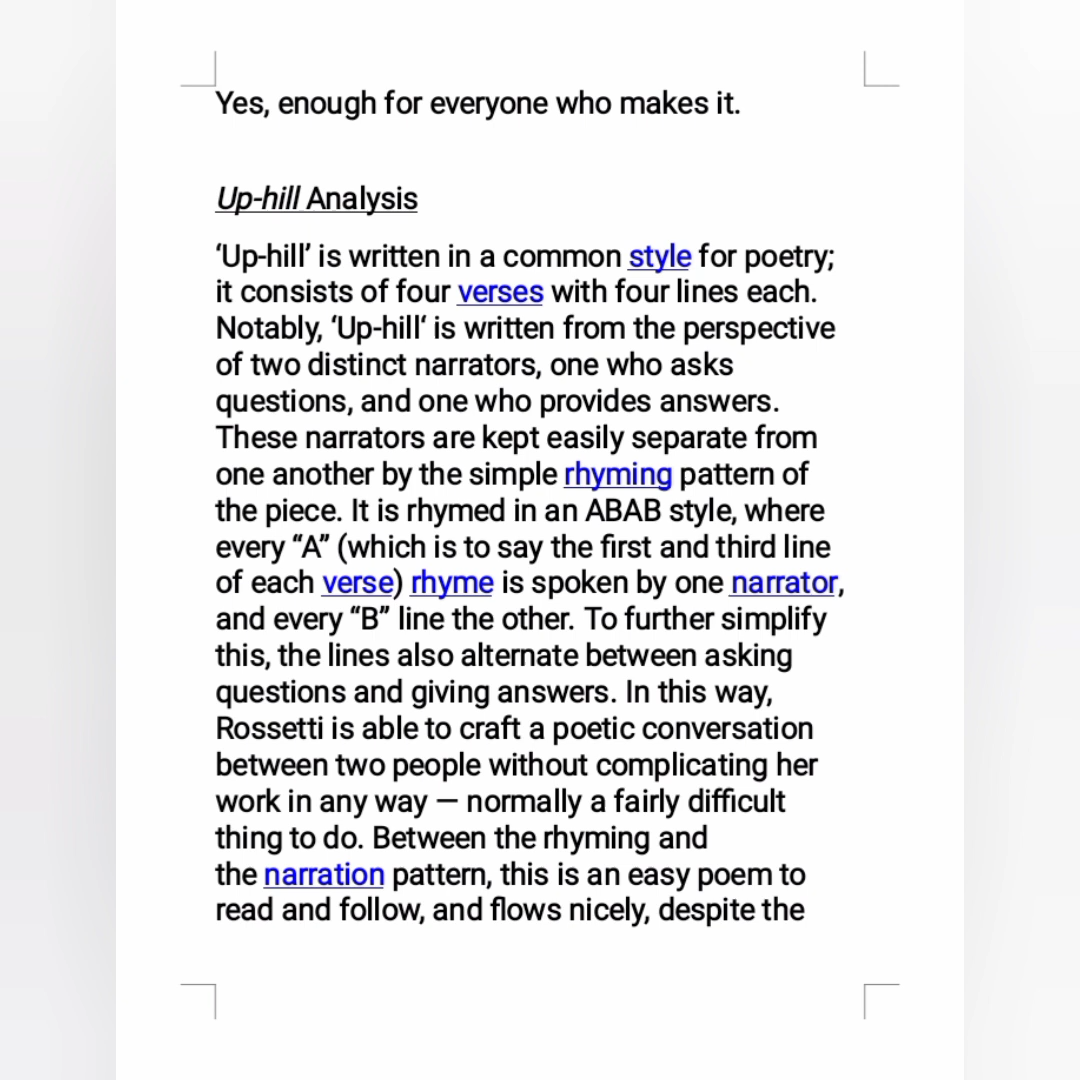 Yes, enough for everyone who makes it.
Up-hill Analysis
‘Up-hill’ is written in a common style for poetry;
it consists of four verses with four lines each.
Notably, ‘Up-hill‘ is written from the perspective
of two distinct narrators, one who asks
questions, and one who provides answers.
These narrators are kept easily separate from
one another by the simple rhyming pattern of
the piece. It is rhymed in an ABAB style, where
every “A” (which is to say the first and third line
of each verse) rhyme is spoken by one narrator,
and every “B” line the other. To further simplify
this, the lines also alternate between asking
questions and giving answers. In this way,
Rossetti is able to craft a poetic conversation
between two people without complicating her
work in any way — normally a fairly difficult
thing to do. Between the rhyming and
the narration pattern, this is an easy poem to
read and follow, and flows nicely, despite the